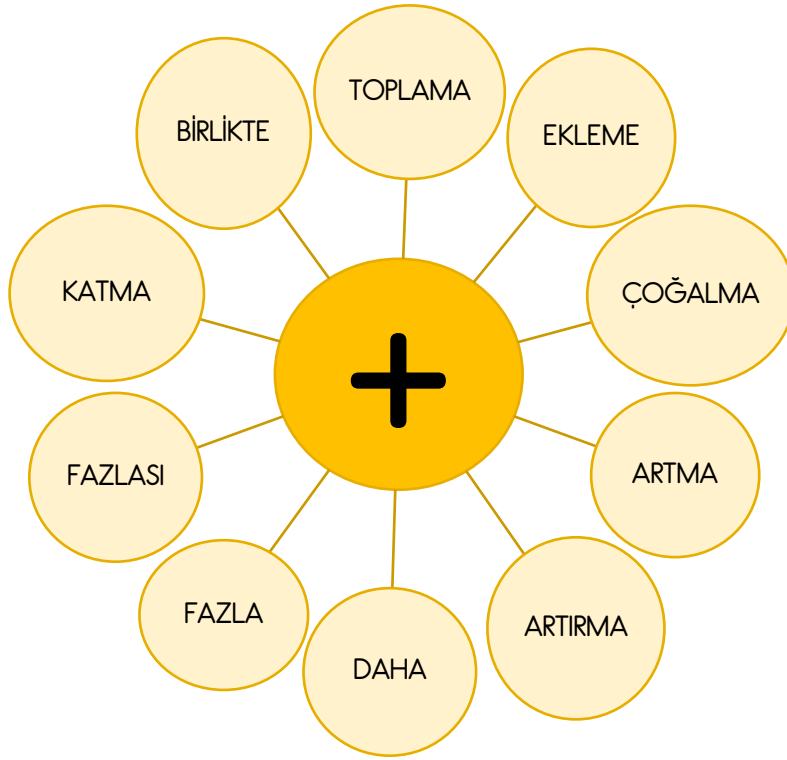 TOPLAMA
EKLEME
ÇOĞALMA
ARTMA
ARTIRMA
DAHA
FAZLA
FAZLASI
KATMA
BİRLİKTE
+